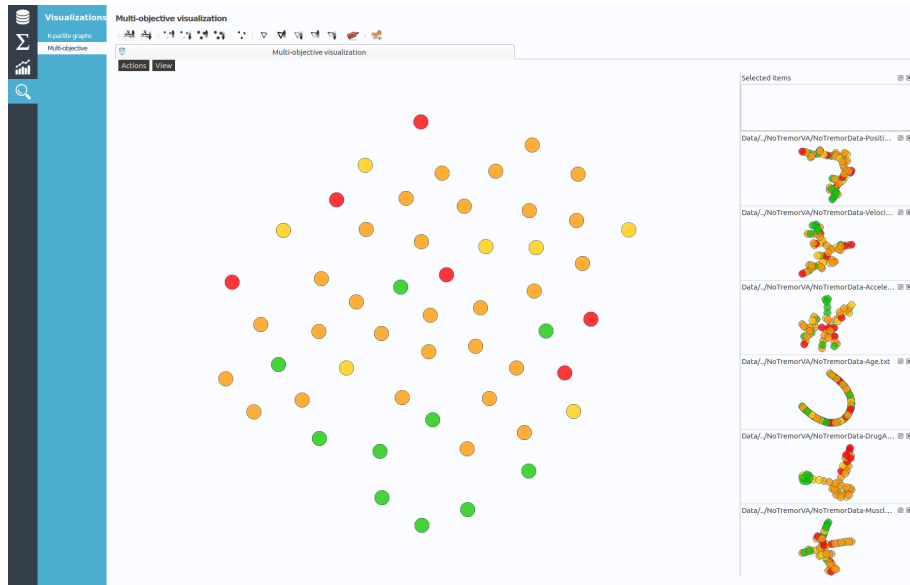 Visualizations
K-partite graphs
Multi-objective
Multi-objective visualization
Multi-objective visualization
Actions
View
Selected items
Data/../NoTremorVA/NoTremorData-Positi...
Data/../NoTremorVA/NoTremorData-Veloci...
Data/../NoTremorVA/NoTremorData-Accele...
Data/../NoTremorVA/NoTremorData-Age.txt
Data/../NoTremorVA/NoTremorData-DrugA...
Data/../NoTremorVA/NoTremorData-Muscl...